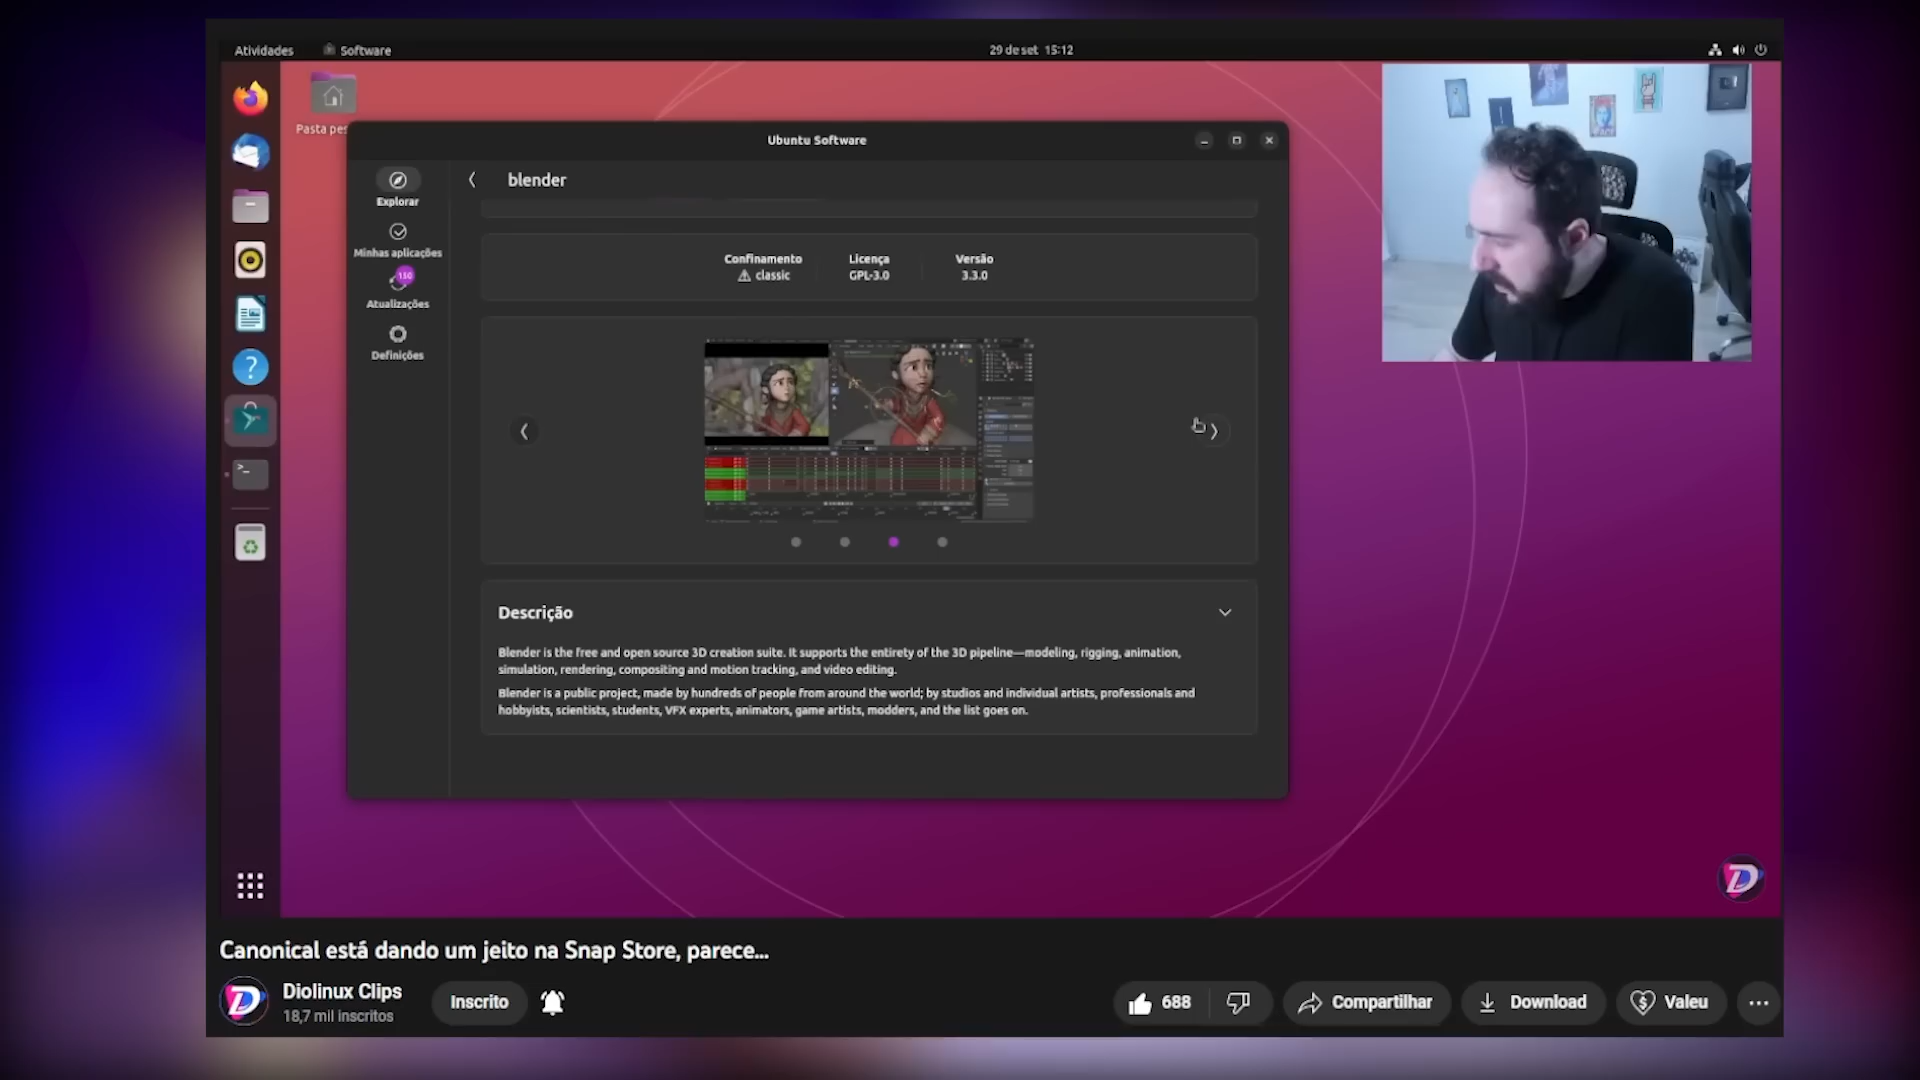 Atividades
Software
29 de set 15:12
Pasta pes
Ubuntu Software
blender
Explorar
Minhas aplicações
150
Atualizações
Definições
Confinamento
classic
Licença
GPL-3.0
Versão
3.3.0
Descrição
Blender is the free and open source 3D creation suite. It supports the entirety of the 3D pipeline—modeling, rigging, animation,
simulation, rendering, compositing and motion tracking, and video editing.
Blender is a public project, made by hundreds of people from around the world; by studios and individual artists, professionals and
hobbyists, scientists, students, VFX experts, animators, game artists, modders, and the list goes on.
Canonical está dando um jeito na Snap Store, parece...
Diolinux Clips
18,7 mil inscritos
Inscrito
688
Compartilhar
Download
Valeu